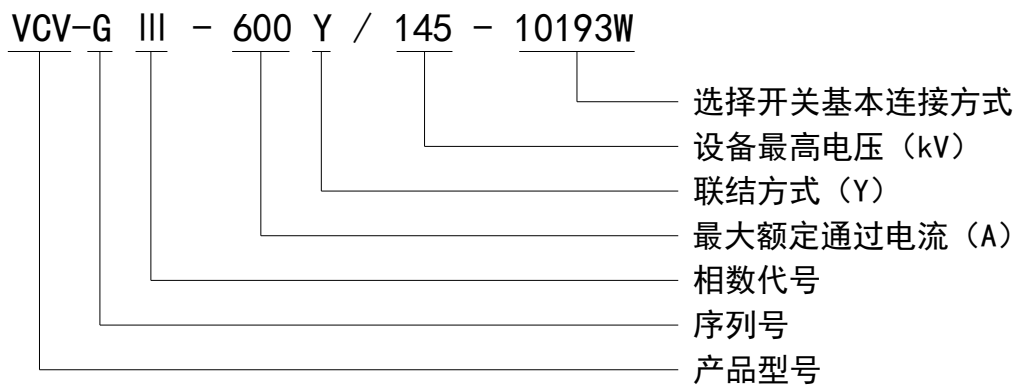 VCV-G Ⅲ - 600 Y / 145 - 10193W
选择开关基本连接方式
设备最高电压（kV）
联结方式（Y）
最大额定通过电流（A）
相数代号
序列号
产品型号